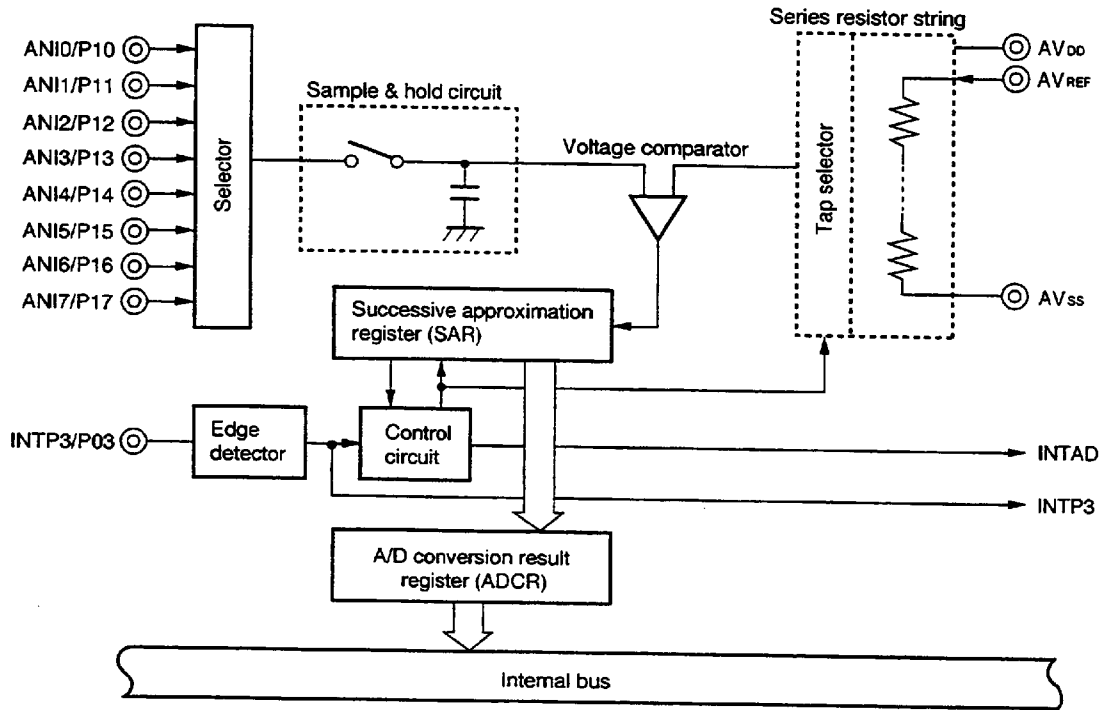 Series resistor string
ANI0/P10
ANI1/P11
ANI2/P12
ANI3/P13
ANI4/P14
ANI5/P15
ANI6/P16
ANI7/P17
Selector
Sample & hold circuit
Voltage comparator
Tap selector
AVDD
AVREF
AVSS
Successive approximation
register (SAR)
INTP3/P03
Edge
detector
Control
circuit
INTAD
INTP3
A/D conversion result
register (ADCR)
Internal bus